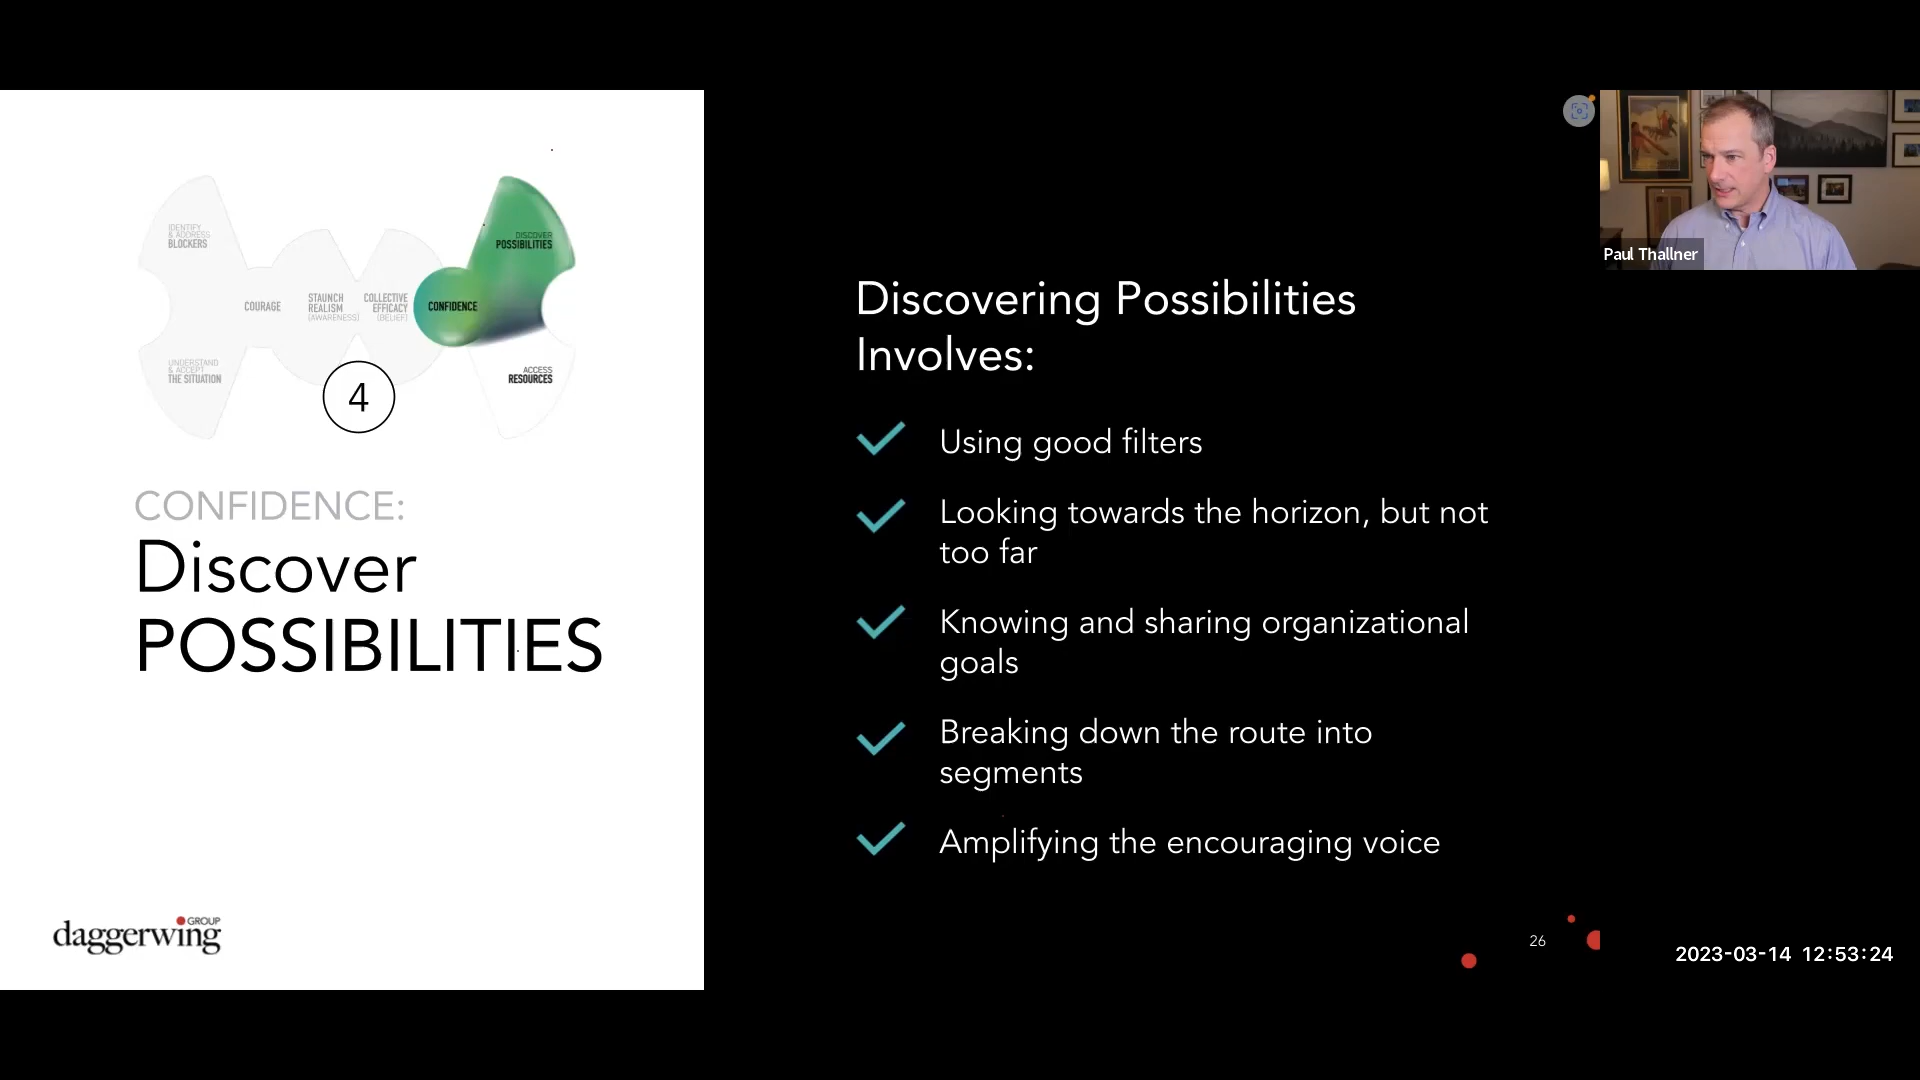 IDENTIFY
& ADDRESS
BLOCKERS
DISCOVER
POSSIBILITIES
COURAGE
STAUNCH
REALISM
(AWARENESS)
COLLECTIVE
EFFICACY
(BELIEF)
CONFIDENCE
UNDERSTAND
& ACCEPT
THE SITUATION
ACCESS
RESOURCES
4
CONFIDENCE:
Discover
POSSIBILITIES
daggerwing GROUP
Discovering Possibilities
Involves:
Using good filters
Looking towards the horizon, but not
too far
Knowing and sharing organizational
goals
Breaking down the route into
segments
Amplifying the encouraging voice
26
Paul Thallner
2023-03-14 12:53:24